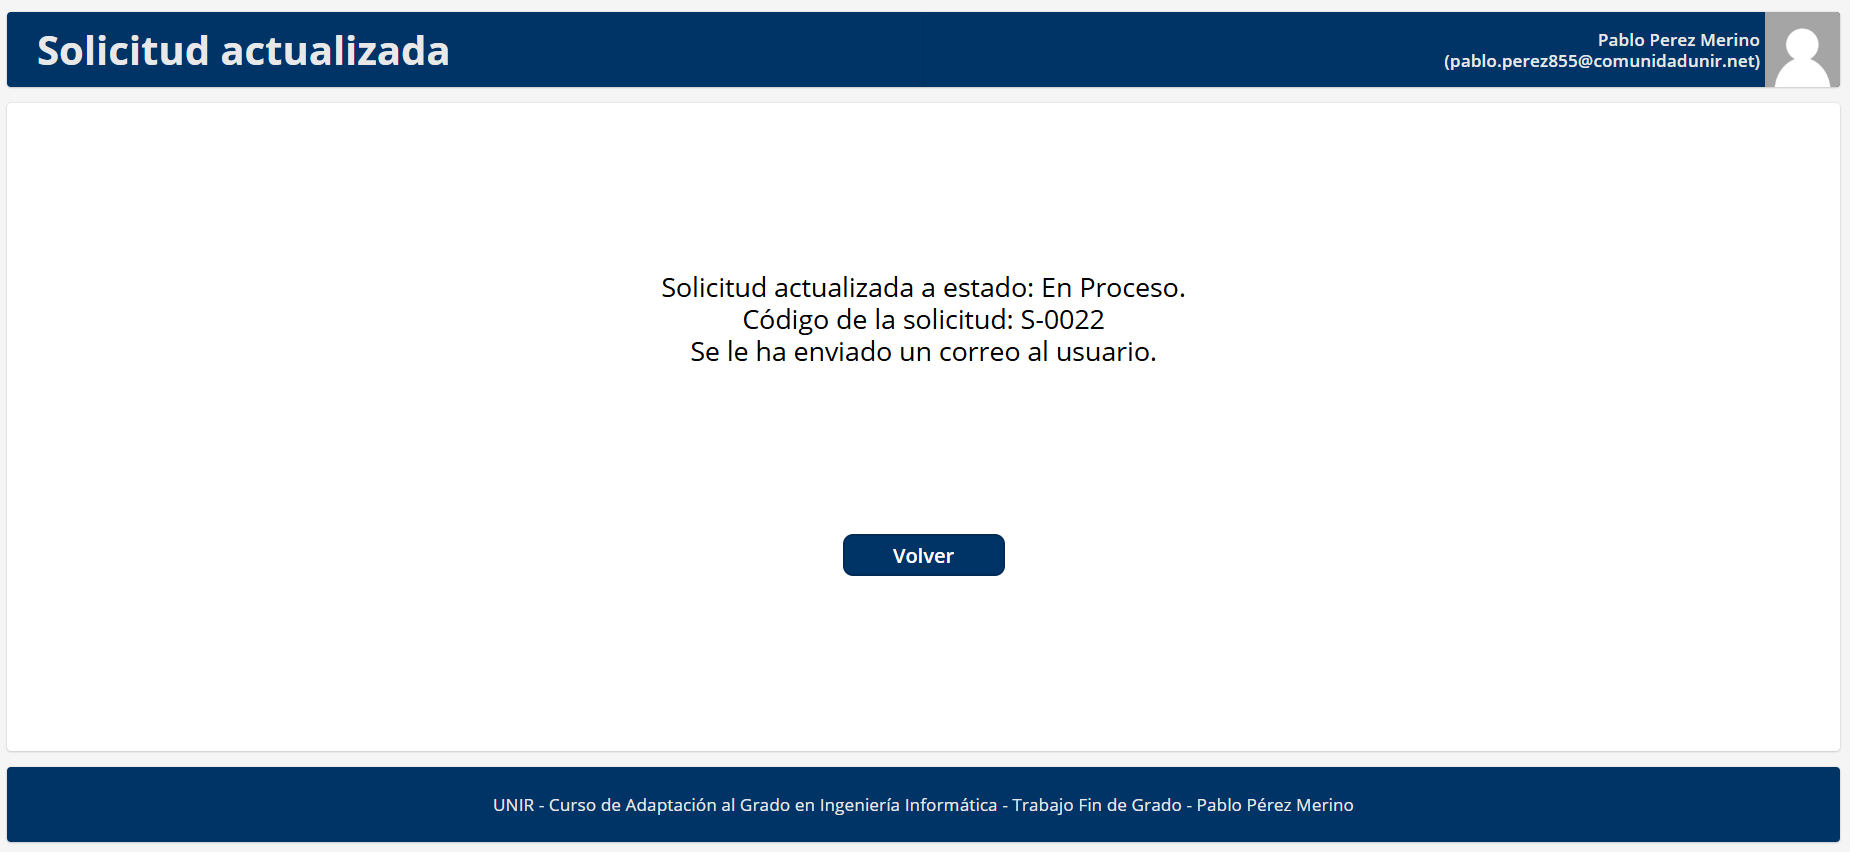 Solicitud actualizada
Pablo Perez Merino
(pablo.perez855@comunidadunir.net)
Solicitud actualizada a estado: En Proceso.
Código de la solicitud: S-0022
Se le ha enviado un correo al usuario.
Volver
UNIR - Curso de Adaptación al Grado en Ingeniería Informática - Trabajo Fin de Grado - Pablo Pérez Merino